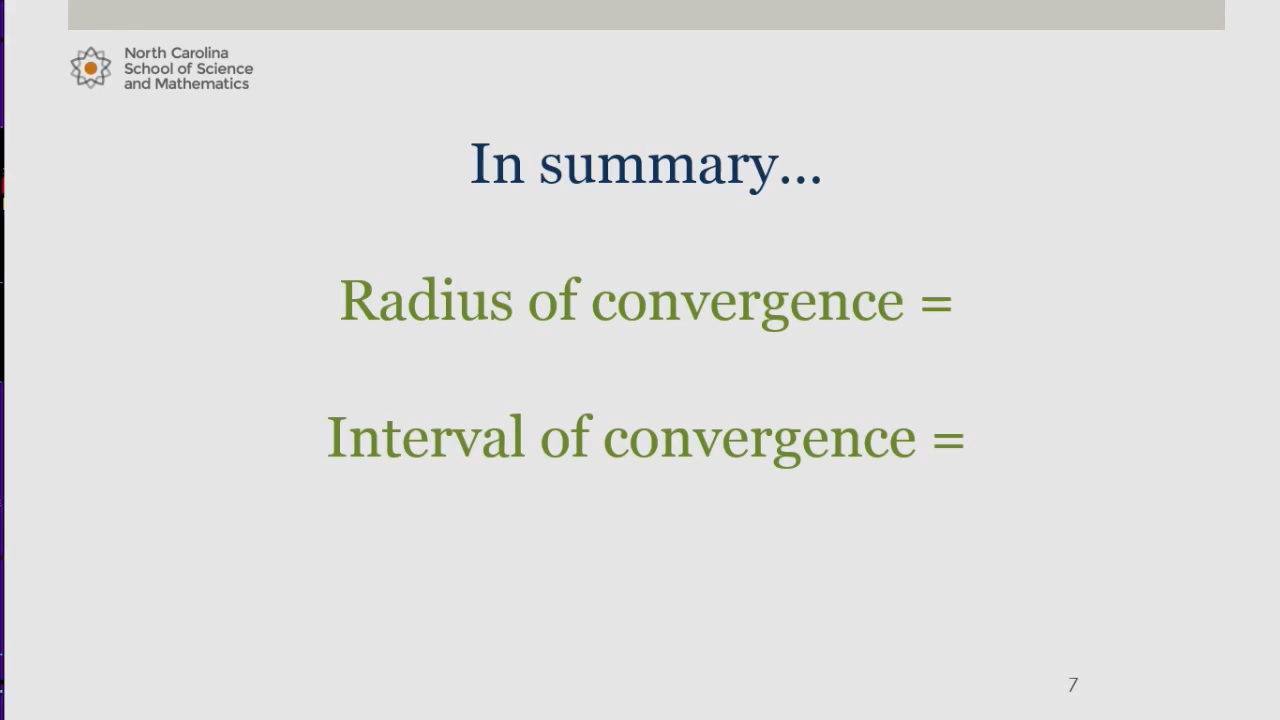 North Carolina
School of Science
and Mathematics
In summary...
Radius of convergence =
Interval of convergence =
7